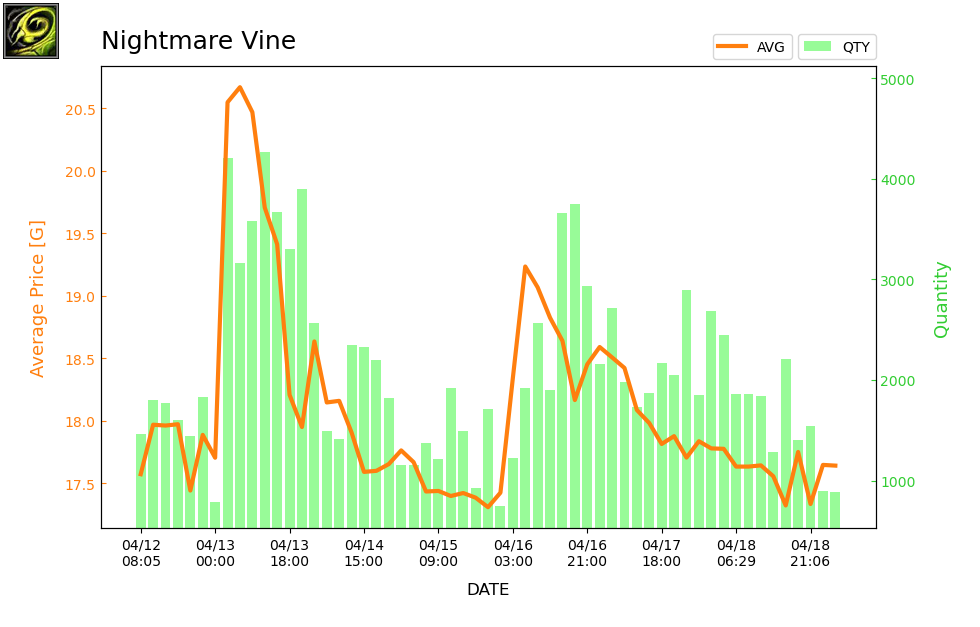 Nightmare Vine
AVG
QTY
Average Price [G]
20.5
20.0
19.5
19.0
18.5
18.0
17.5
5000
4000
3000
2000
1000
Quantity
04/12 04/13 04/13 04/14 04/15 04/16 04/16 04/17 04/18 04/18
08:05 00:00 18:00 15:00 09:00 03:00 21:00 18:00 06:29 21:06
DATE